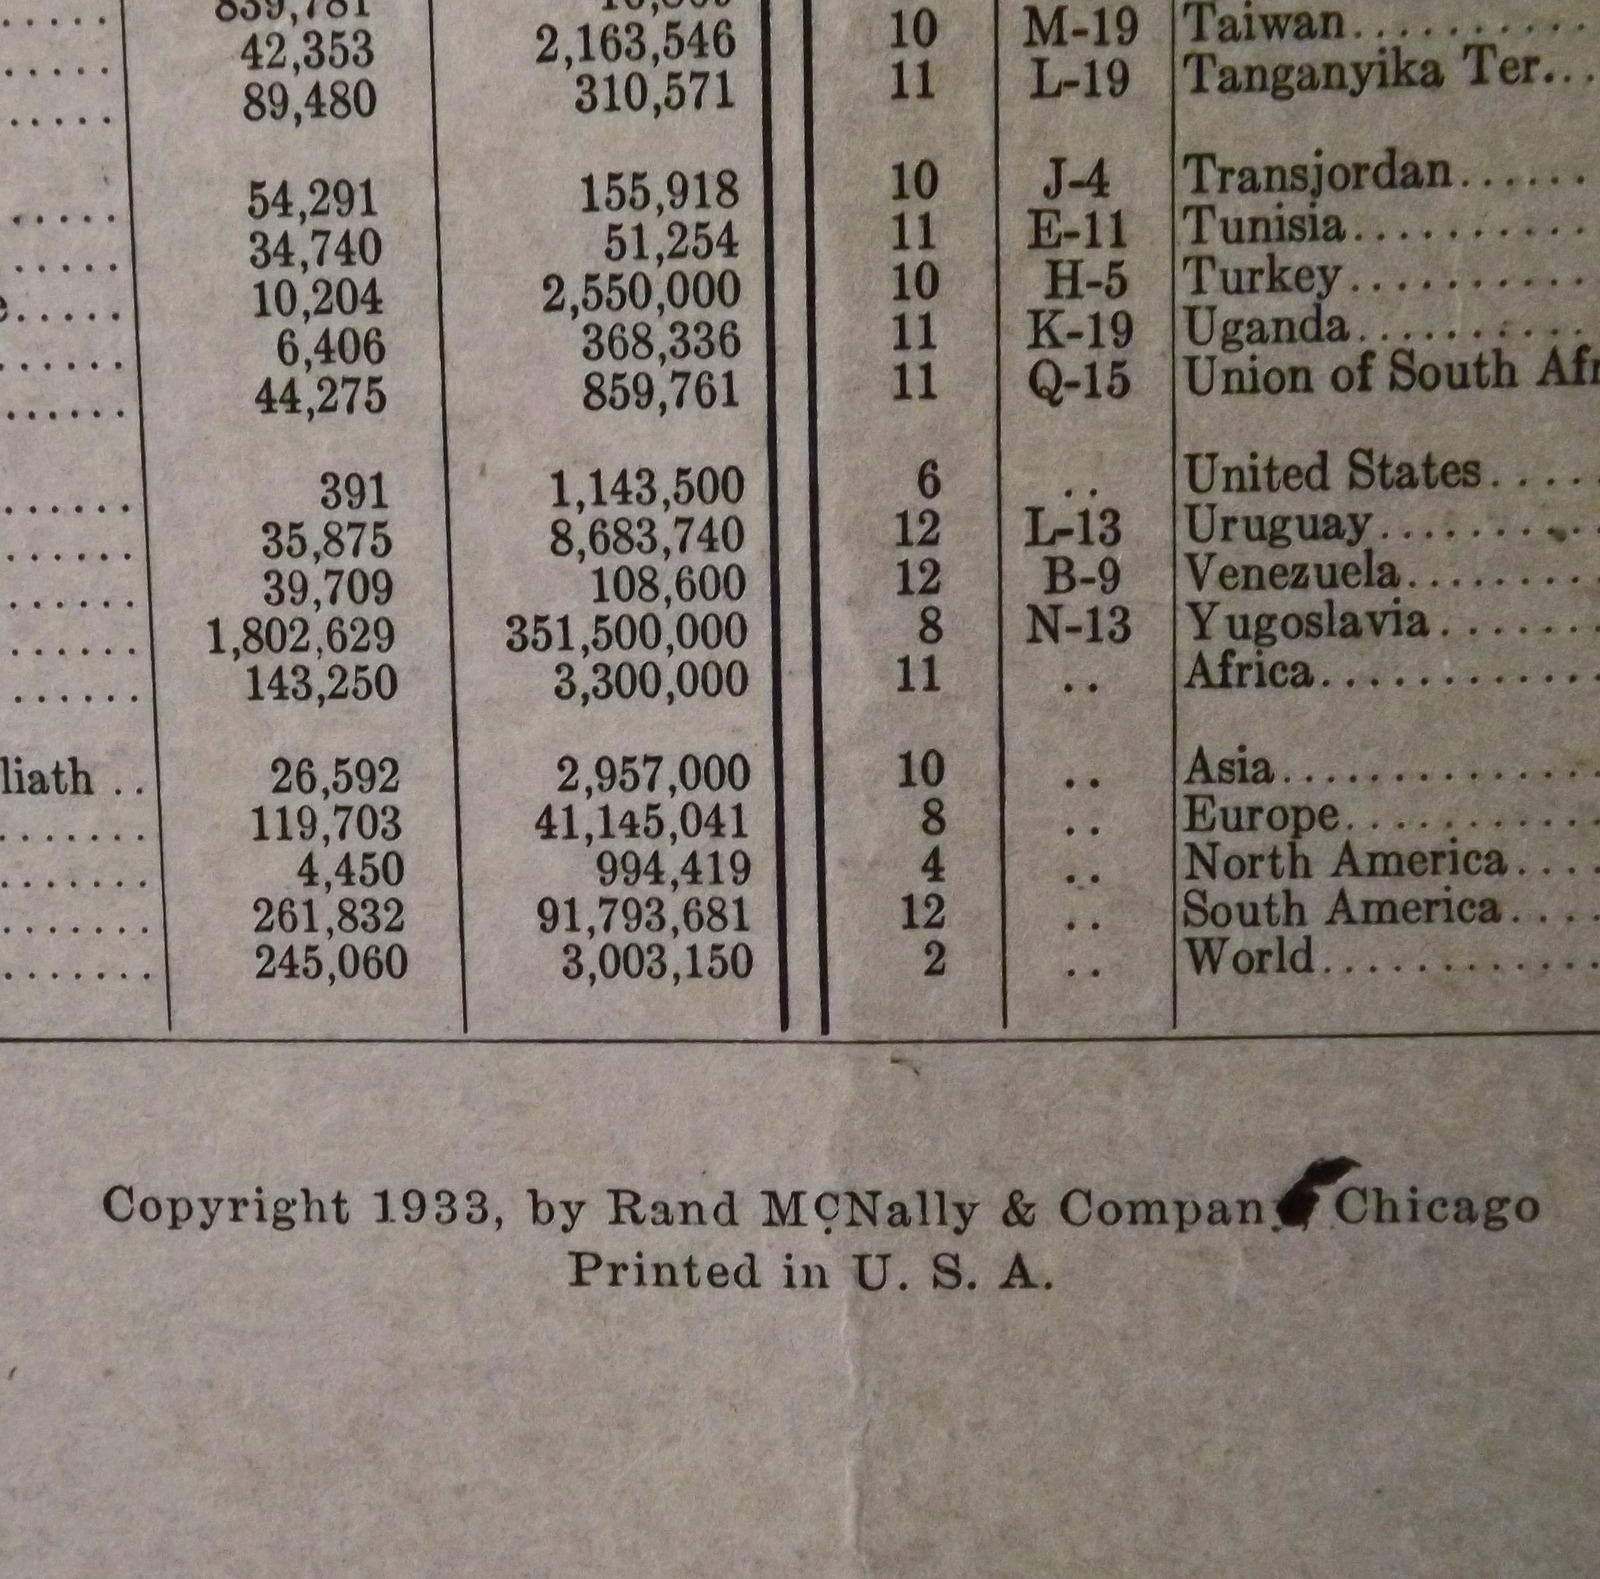 ..... 42,353 2,163,546 10 M-19 Taiwan..........
..... 89,480 310,571 11 L-19 Tanganyika Ter...
..... 54,291 155,918 10 J-4 Transjordan......
..... 34,740 51,254 11 E-11 Tunisia..........
e..... 10,204 2,550,000 10 H-5 Turkey..........
...... 6,406 368,336 11 K-19 Uganda..........
...... 44,275 859,761 11 Q-15 Union of South Afr
...... 391 1,143,500 6 .. United States.....
...... 35,875 8,683,740 12 L-13 Uruguay.........
...... 39,709 108,600 12 B-9 Venezuela........
...... 1,802,629 351,500,000 8 N-13 Yugoslavia.......
...... 143,250 3,300,000 11 .. Africa............
liath .. 26,592 2,957,000 10 .. Asia..............
....... 119,703 41,145,041 8 .. Europe...........
....... 4,450 994,419 4 .. North America....
....... 261,832 91,793,681 12 .. South America....
....... 245,060 3,003,150 2 .. World............
Copyright 1933, by Rand McNally & Compan Chicago
Printed in U. S. A.